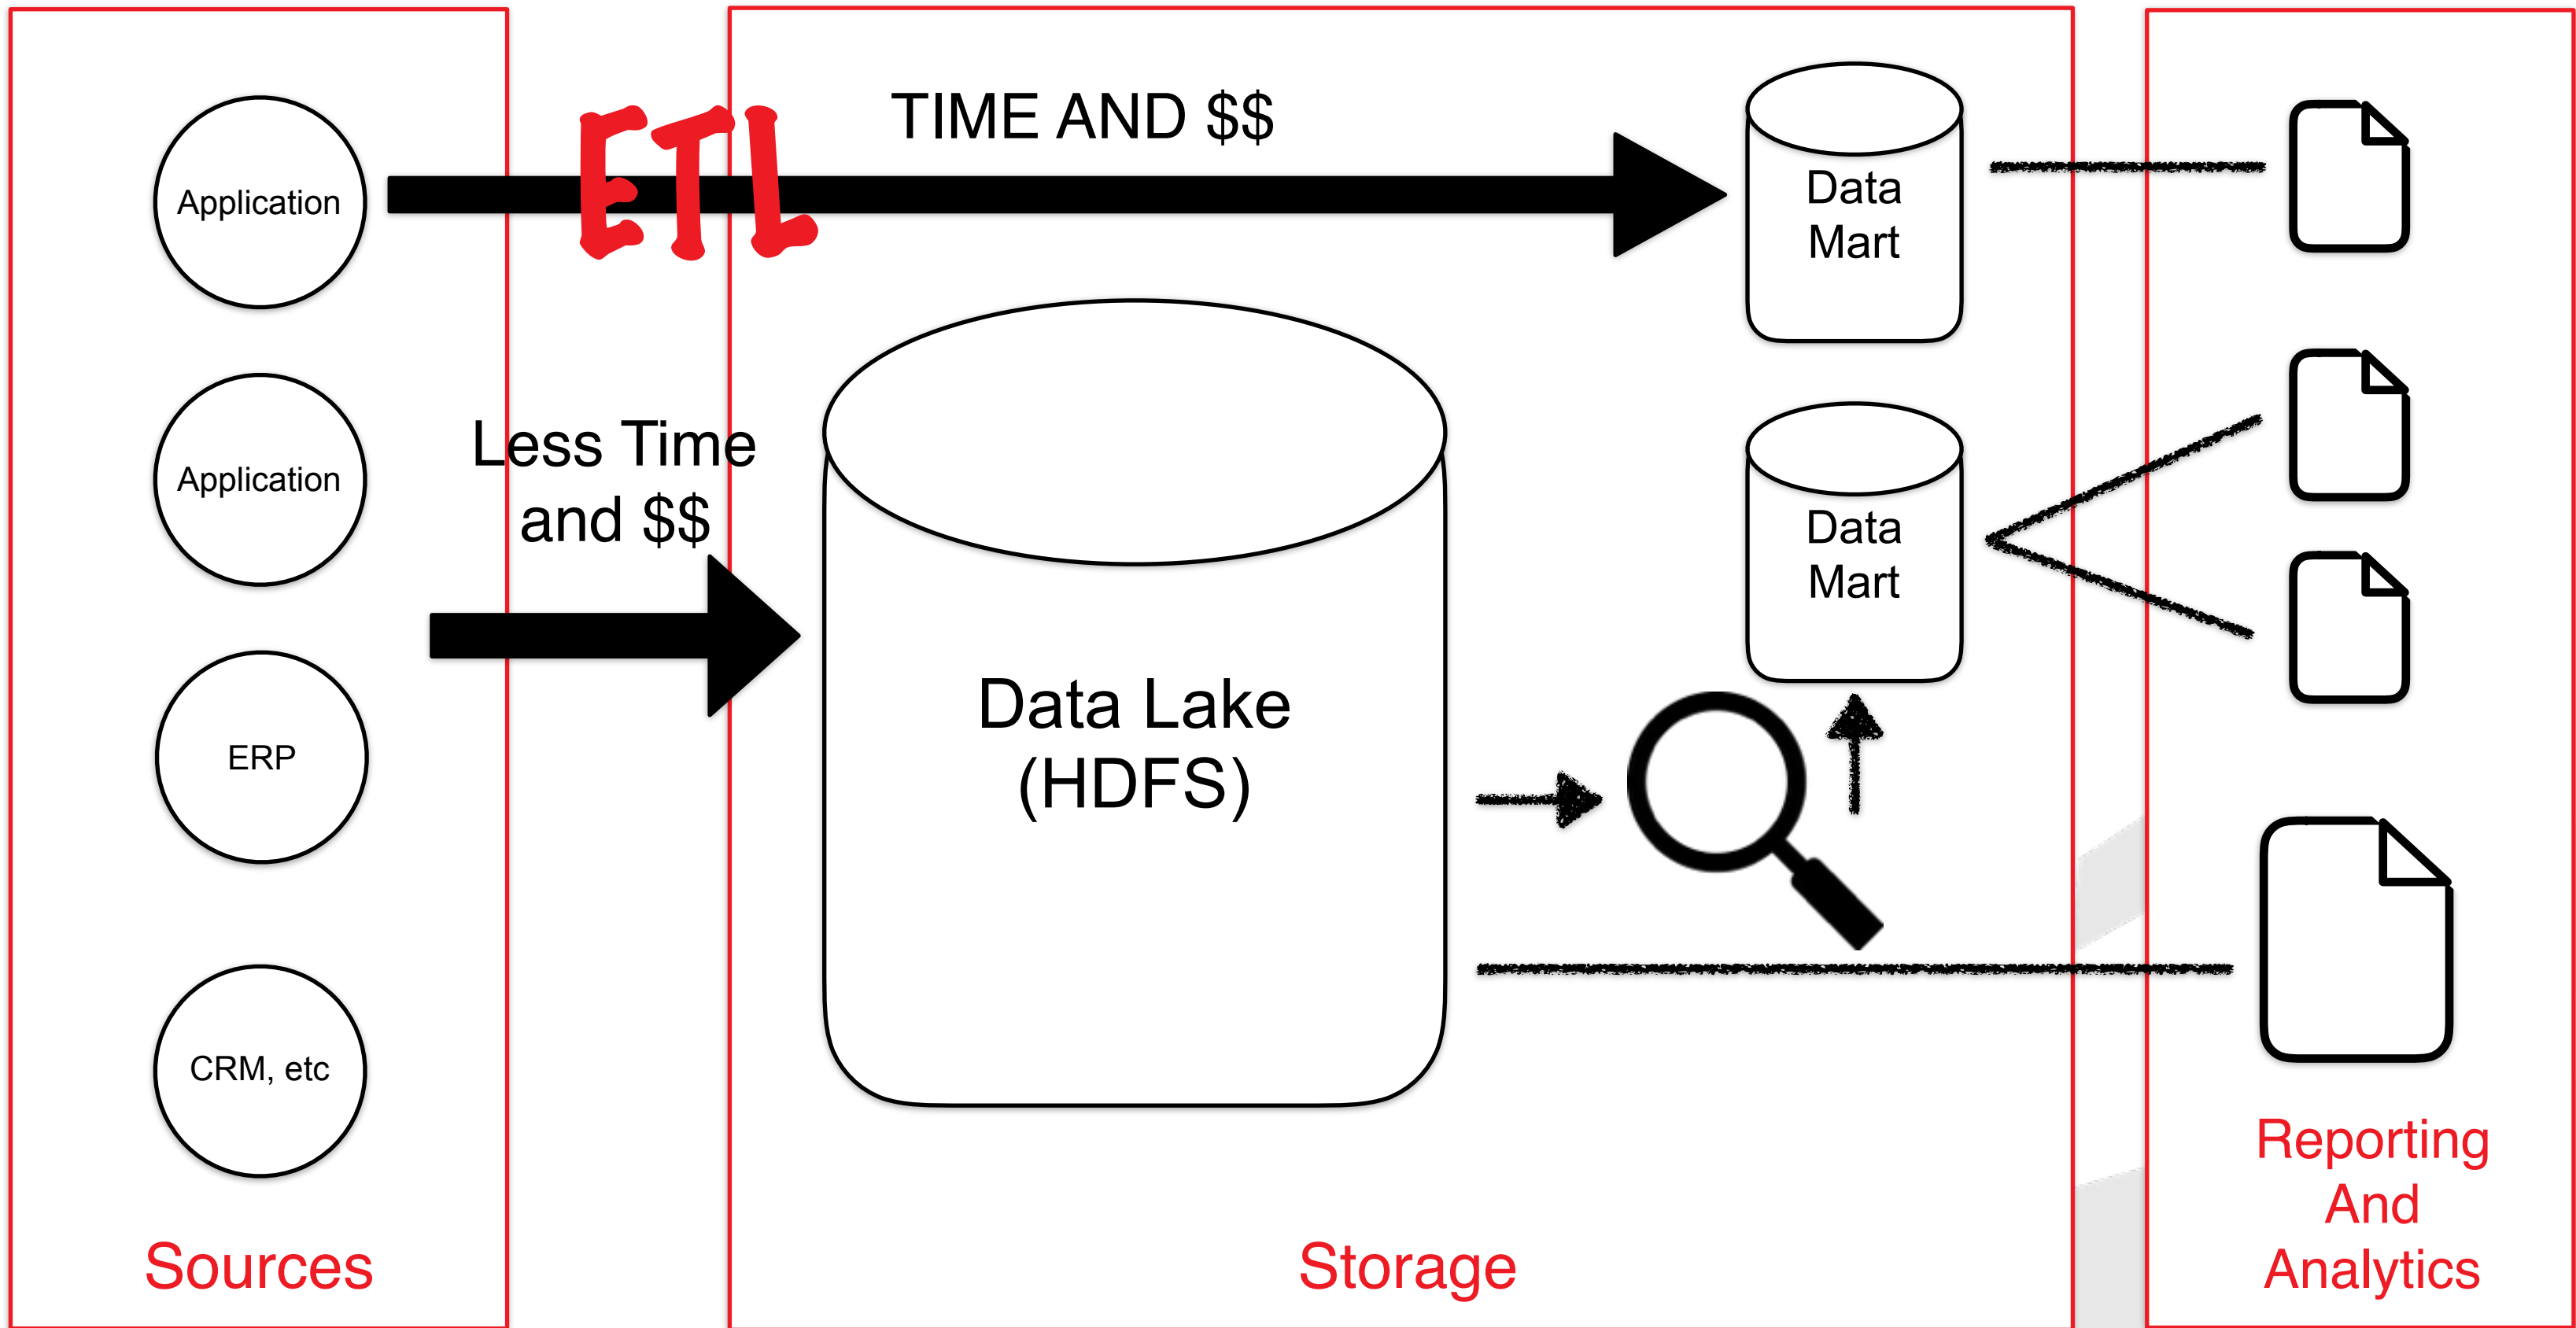 Application
Application
ERP
CRM, etc
Sources
ETL
TIME AND $$
Less Time
and $$
Data Lake
(HDFS)
Data
Mart
Data
Mart
Storage
Reporting
And
Analytics